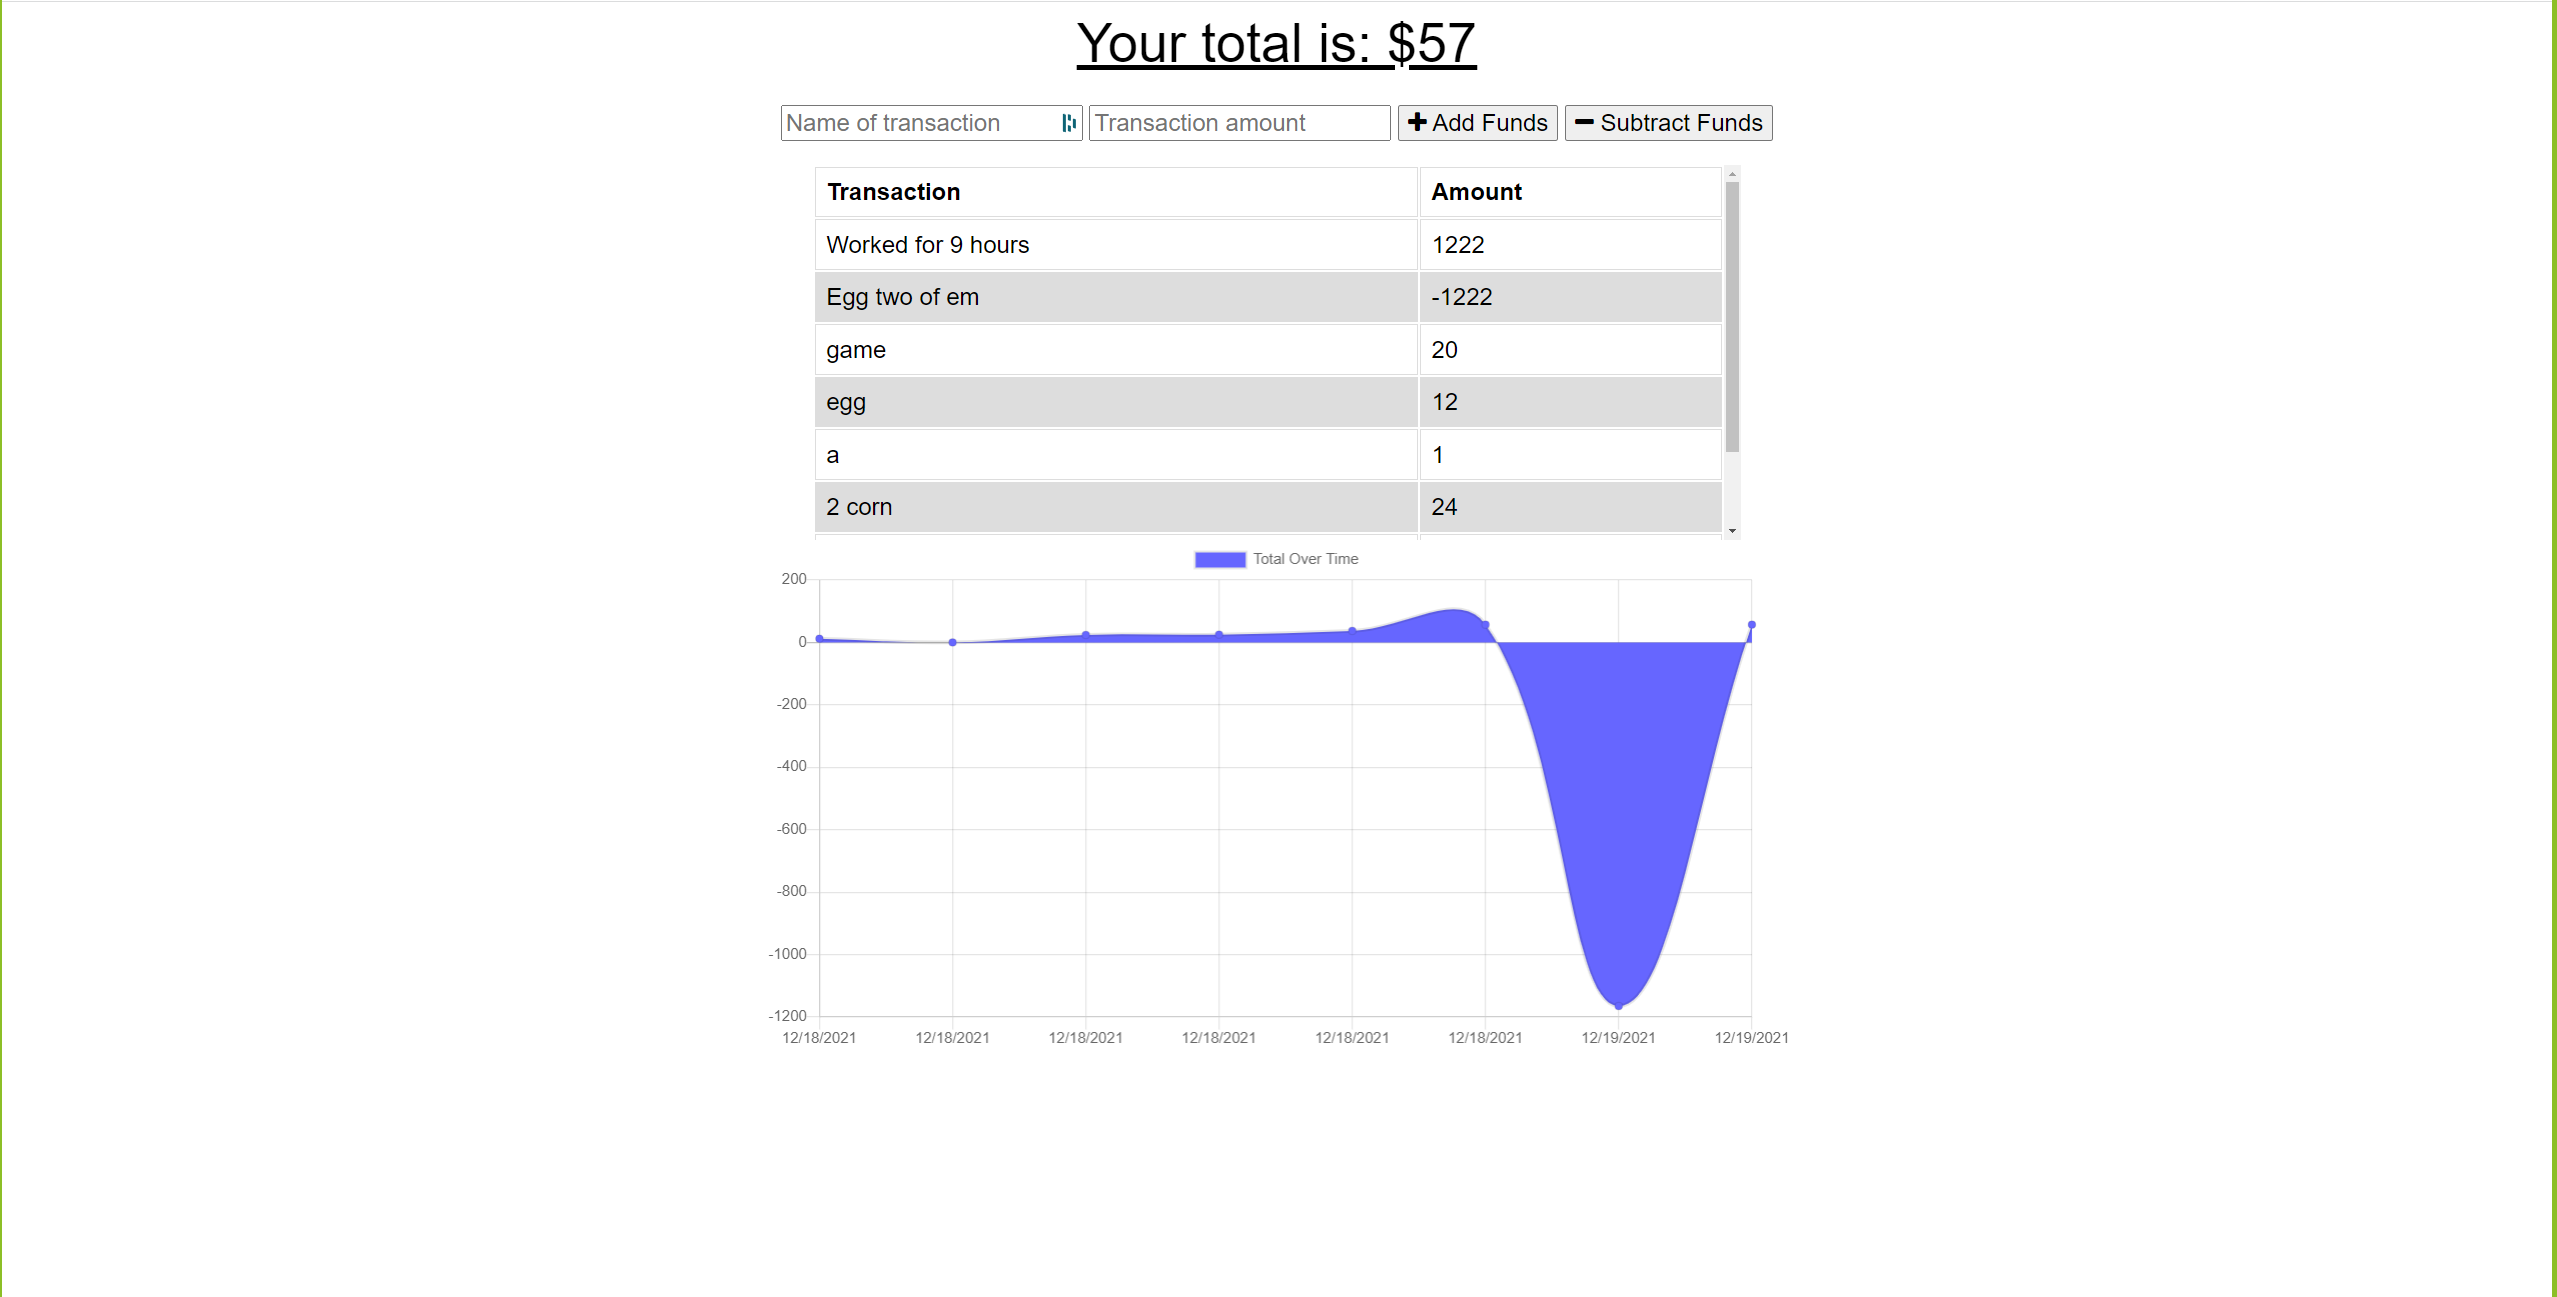 Your total is: $57
Name of transaction Transaction amount Add Funds Subtract Funds
Transaction Amount
Worked for 9 hours 1222
Egg two of em -1222
game 20
egg 12
a 1
2 corn 24
Total Over Time
200
0
-200
-400
-600
-800
-1000
-1200
12/18/2021 12/18/2021 12/18/2021 12/18/2021 12/18/2021 12/18/2021 12/19/2021 12/19/2021